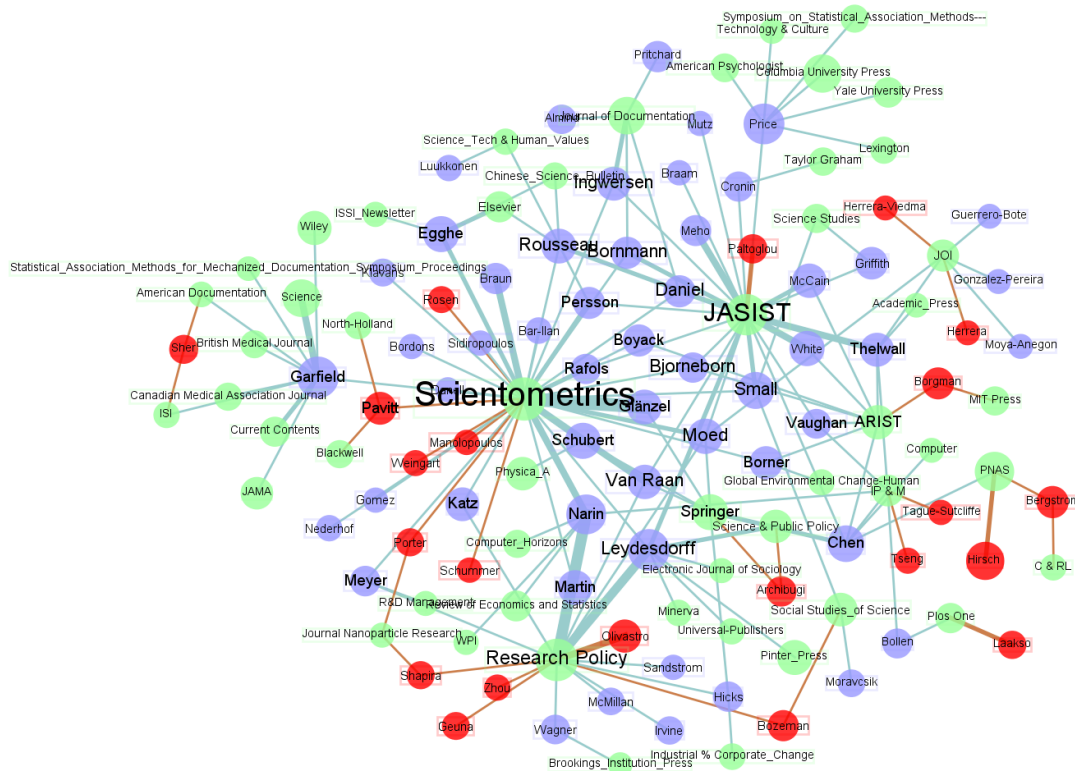 Symposium_on_Statistical_Association_Methods---
Technology & Culture
Pritchard
American Psychologist
Columbia University Press
Yale University Press
Almind
Journal of Documentation
Mutz
Price
Science_Tech & Human_Values
Lexington
Luukkonen
Chinese_Science_Bulletin
Braam
Taylor Graham
Ingwersen
Cronin
ISSI_Newsletter
Elsevier
Herrera-Viedma
Wiley
Egghe
Rousseau
Bornmann
Meho
Science Studies
Guerrero-Bote
Paltoglou
JOI
Statistical_Association_Methods_for_Mechanized_Documentation_Symposium_Proceedings
Klavans
Braun
Daniel
McCain
Griffith
Gonzalez-Pereira
American Documentation
Science
Rosen
Persson
JASIST
Academic_Press
North-Holland
Bar-Ilan
Herrera
Moya-Anegon
British Medical Journal
Sher
Bordons
Sidiropoulos
Boyack
White
Thelwall
Garfield
Rafols
Bjorneborn
Canadian Medical Association Journal
Scientometrics
Small
Borgman
MIT Press
ISI
Pavitt
Glänzel
Current Contents
Manolopoulos
Schubert
Moed
Vaughan
ARIST
Blackwell
Weingart
Physica_A
Borner
Computer
JAMA
Van Raan
Global Environmental Change-Human
PNAS
Gomez
Katz
IP & M
Bergstrom
Nederhof
Narin
Springer
Tague-Sutcliffe
Science & Public Policy
Porter
Computer_Horizons
Leydesdorff
Chen
Tseng
Hirsch
Schummer
Electronic Journal of Sociology
C & RL
Meyer
Martin
Archibugi
R&D Management
Review of Economics and Statistics
Minerva
Social Studies_of Science
Plos One
Journal Nanoparticle Research
WPI
Olivastro
Universal-Publishers
Bollen
Laakso
Research Policy
Sandstrom
Pinter_Press
Shapira
Zhou
McMillan
Hicks
Moravcsik
Geuna
Wagner
Irvine
Bozeman
Industrial % Corporate_Change
Brookings_Institution_Press